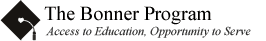 The Bonner Program
Access to Education, Opportunity to Serve